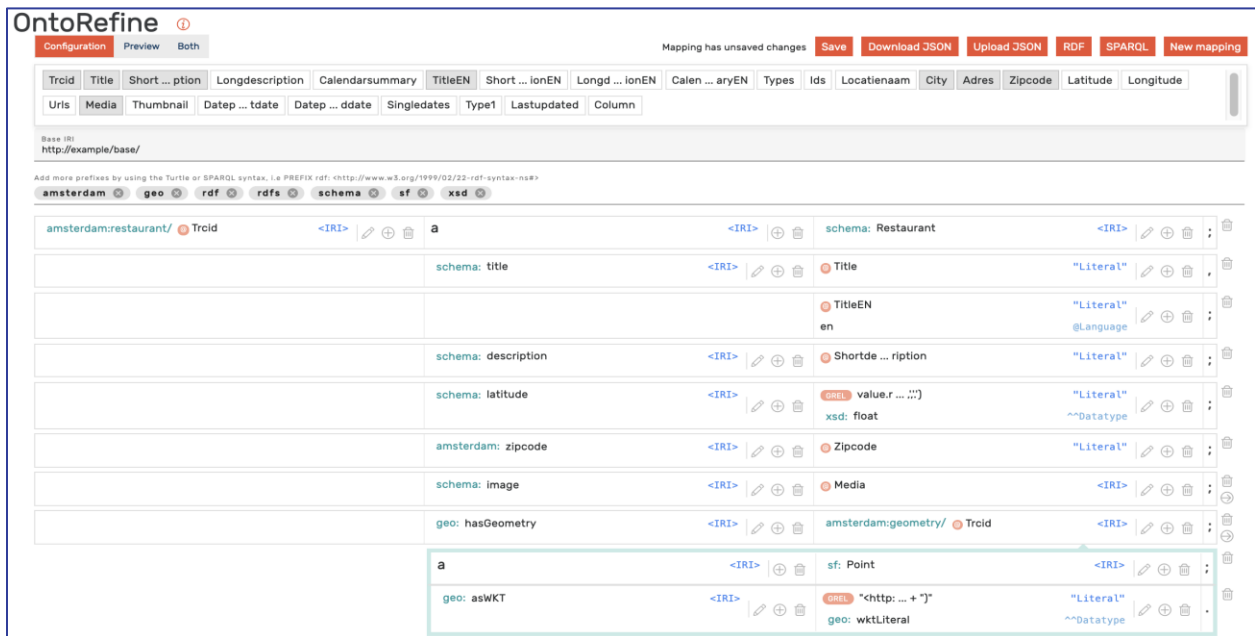 OntoRefine
Configuration Preview Both Mapping has unsaved changes Save Download JSON Upload JSON RDF SPARQL New mapping
Trcid Title Short ... ption Longdescription Calendarsummary TitleEN Short ... ionEN Longd ... ionEN Calen ... aryEN Types Ids Locatienaam City Adres Zipcode Latitude Longitude
Urls Media Thumbnail Datep ... tdate Datep ... ddate Singledates Type1 Lastupdated Column
Base IRI
http://example/base/
Add more prefixes by using the Turtle or SPARQL syntax, i.e PREFIX rdf: <http://www.w3.org/1999/02/22-rdf-syntax-ns#>
amsterdam geo rdf rdfs schema sf xsd
amsterdam:restaurant/ Trcid <IRI> a <IRI> schema: Restaurant <IRI> ;
schema: title <IRI> Title "Literal" ,
TitleEN "Literal" ;
en @Language
schema: description <IRI> Shortde ... ription "Literal" ;
schema: latitude <IRI> GREL value.r ... ,'.') "Literal" ;
xsd: float ^^Datatype
amsterdam: zipcode <IRI> Zipcode "Literal" ;
schema: image <IRI> Media <IRI> ;
geo: hasGeometry <IRI> amsterdam:geometry/ Trcid <IRI> ;
a <IRI> sf: Point <IRI> ;
geo: asWKT <IRI> GREL "<http: ... + ")" "Literal" .
geo: wktLiteral ^^Datatype